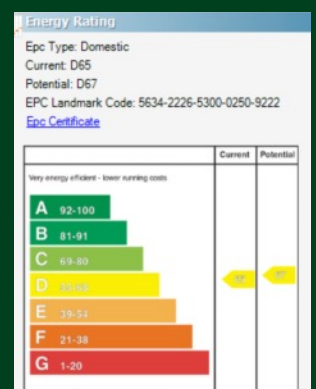 Energy Rating
Epc Type: Domestic
Current: D65
Potential: D67
EPC Landmark Code: 5634-2226-5300-0250-9222
Epc Certificate
Current Potential
Very energy efficient - lower running costs
A 92-100
B 81-91
C 69-80
D
E 39-54
F 21-38
G 1-20